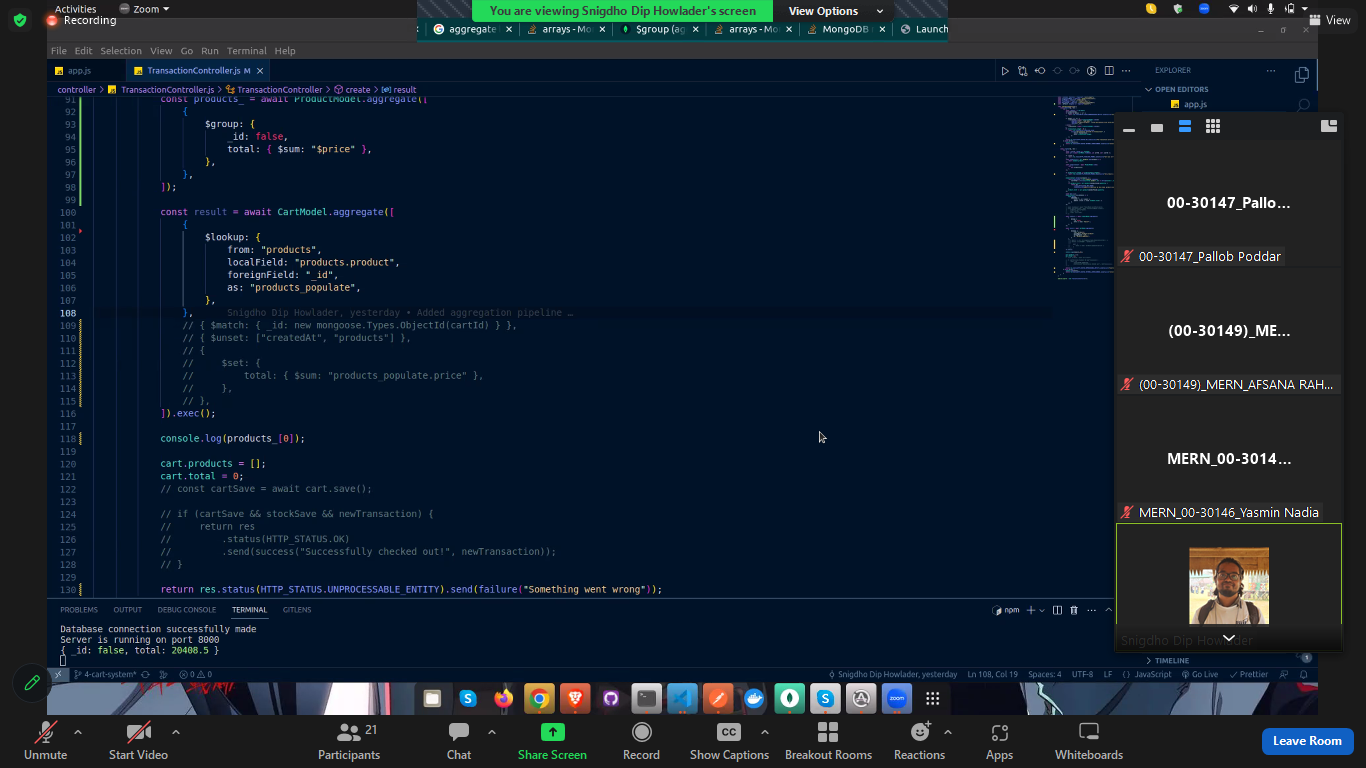 Activities
Zoom
Recording
You are viewing Snigdho Dip Howlader's screen
View Options
View
aggregate
arrays - Mo
$group (ag
arrays - Mo
MongoDB
Launch
File Edit Selection View Go Run Terminal Help
app.js
TransactionController.js M
EXPLORER
controller > TransactionController.js > TransactionController > create > result
OPEN EDITORS
app.js
91 const products_ = await ProductModel.aggregate([
92 {
93 $group: {
94 _id: false,
95 total: { $sum: "$price" },
96 },
97 },
98 ]);
99
100 const result = await CartModel.aggregate([
101 {
102 $lookup: {
103 from: "products",
104 localField: "products.product",
105 foreignField: "_id",
106 as: "products_populate",
107 },
108 }, Snigdho Dip Howlader, yesterday • Added aggregation pipeline …
109 // { $match: { _id: new mongoose.Types.ObjectId(cartId) } },
110 // { $unset: ["createdAt", "products"] },
111 // {
112 // $set: {
113 // total: { $sum: "products_populate.price" },
114 // },
115 // },
116 ]).exec();
117
118 console.log(products_[0]);
119
120 cart.products = [];
121 cart.total = 0;
122 // const cartSave = await cart.save();
123
124 // if (cartSave && stockSave && newTransaction) {
125 // return res
126 // .status(HTTP_STATUS.OK)
127 // .send(success("Successfully checked out!", newTransaction));
128 // }
129
130 return res.status(HTTP_STATUS.UNPROCESSABLE_ENTITY).send(failure("Something went wrong"));
00-30147_Pallo...
00-30147_Pallob Poddar
(00-30149)_ME...
(00-30149)_MERN_AFSANA RAH...
MERN_00-3014...
MERN_00-30146_Yasmin Nadia
Snigdho Dip Howlader
PROBLEMS OUTPUT DEBUG CONSOLE TERMINAL GITLENS
npm
Database connection successfully made
Server is running on port 8000
{ _id: false, total: 20408.5 }
TIMELINE
1
4-cart-system*
0 0
Snigdho Dip Howlader, yesterday
Ln 108, Col 19
Spaces: 4
UTF-8
LF
{} JavaScript
Go Live
Prettier
zoom
Unmute
Start Video
Participants
21
Chat
Share Screen
Record
Show Captions
Breakout Rooms
Reactions
Apps
Whiteboards
Leave Room